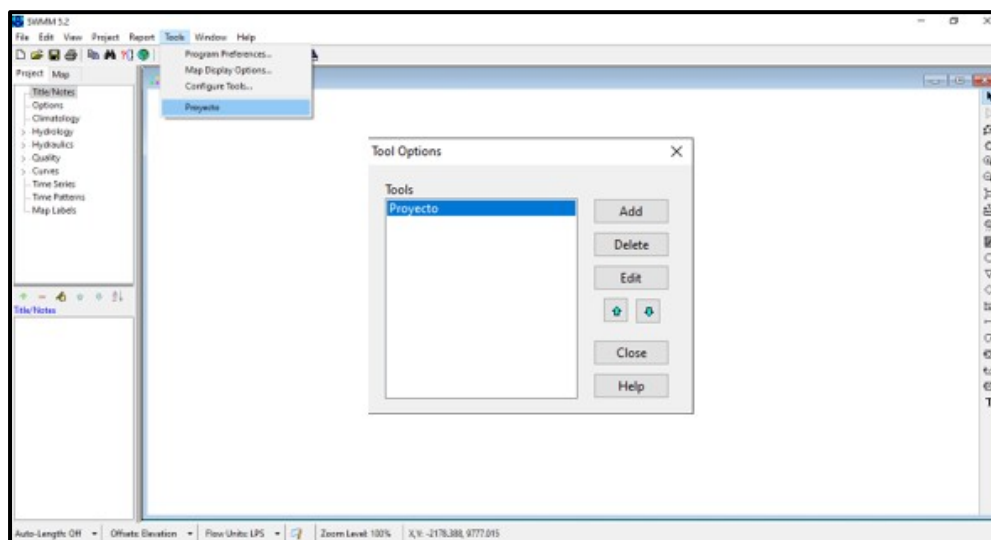 SWMM 5.2
File Edit View Project Report Tools Window Help
Program Preferences...
Map Display Options...
Configure Tools...
Proyecto
Project Map
Title/Notes
Options
Climatology
Hydrology
Hydraulics
Quality
Curves
Time Series
Time Patterns
Map Labels
Title/Notes
Tool Options
Tools
Proyecto
Add
Delete
Edit
Close
Help
Auto-Length: Off Offsets: Elevation Flow Units: LPS Zoom Level: 100% X,Y: -2178.388, 9777.015